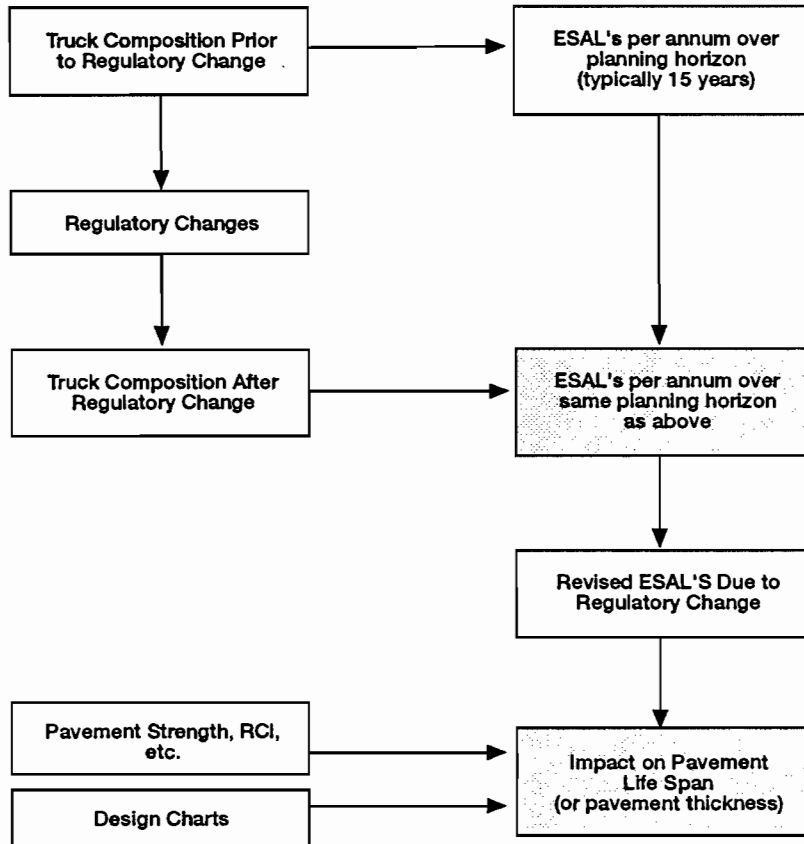 Truck Composition Prior
to Regulatory Change
ESAL's per annum over
planning horizon
(typically 15 years)
Regulatory Changes
Truck Composition After
Regulatory Change
ESAL's per annum over
same planning horizon
as above
Revised ESAL'S Due to
Regulatory Change
Pavement Strength, RCI,
etc.
Impact on Pavement
Life Span
(or pavement thickness)
Design Charts